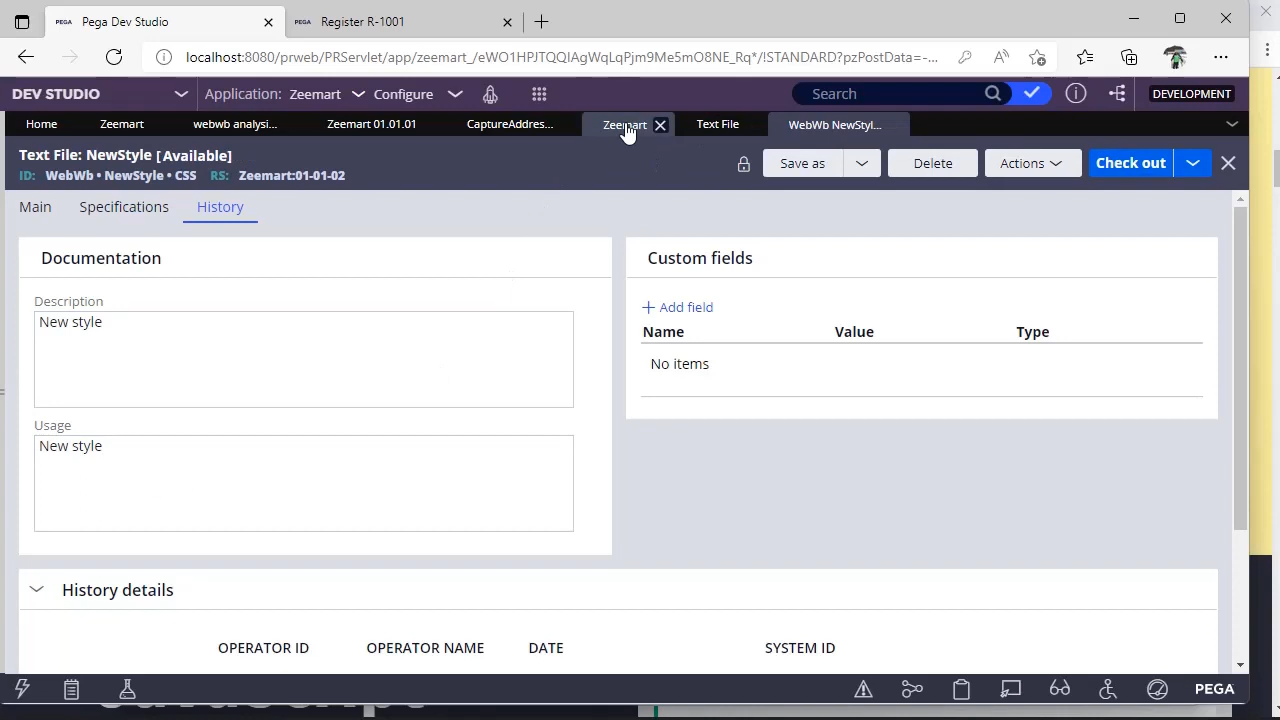 PEGA Pega Dev Studio
PEGA Register R-1001
localhost:8080/prweb/PRServlet/app/zeemart_/eWO1HPJTQOCAgWqLqPjm9Me5mO8NE_Rq*/!STANDARD?pzPostData=-...
DEV STUDIO Application: Zeemart Configure Search DEVELOPMENT
Home Zeemart webwb analysi... Zeemart 01.01.01 CaptureAddres... Zeemart Text File WebWb NewStyl...
Text File: NewStyle [Available]
ID: WebWb • NewStyle • CSS RS: Zeemart:01-01-02
Save as Delete Actions Check out
Main Specifications History
Documentation
Description
New style
Usage
New style
Custom fields
Add field
Name Value Type
No items
History details
OPERATOR ID OPERATOR NAME DATE SYSTEM ID
PEGA